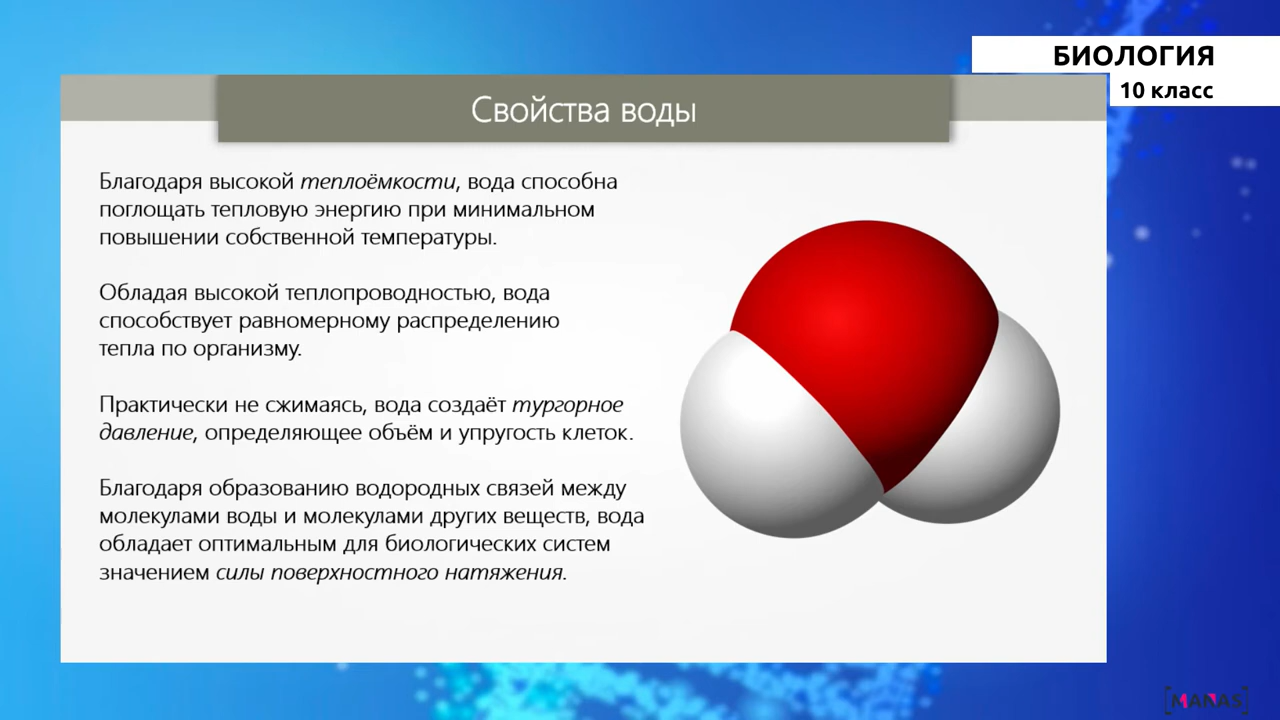 БИОЛОГИЯ
10 класс
Свойства воды
Благодаря высокой теплоёмкости, вода способна
поглощать тепловую энергию при минимальном
повышении собственной температуры.
Обладая высокой теплопроводностью, вода
способствует равномерному распределению
тепла по организму.
Практически не сжимаясь, вода создаёт тургорное
давление, определяющее объём и упругость клеток.
Благодаря образованию водородных связей между
молекулами воды и молекулами других веществ, вода
обладает оптимальным для биологических систем
значением силы поверхностного натяжения.
[MANAS]